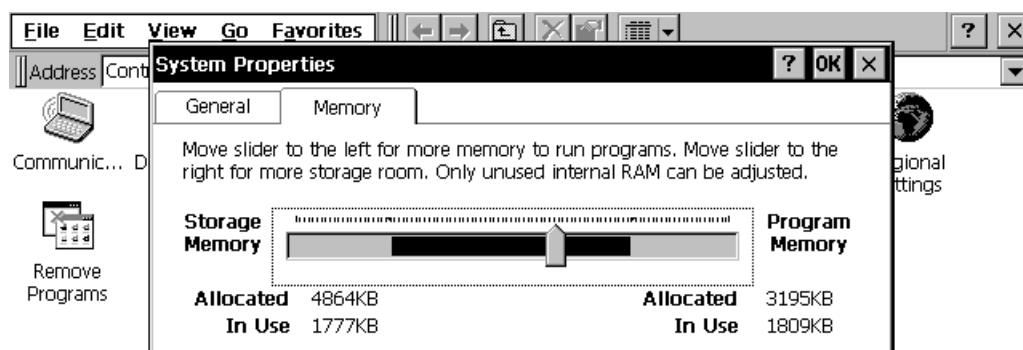 File Edit View Go Favorites ? ×
Address Cont
System Properties ? OK ×
General Memory
Communic... D
Move slider to the left for more memory to run programs. Move slider to the
right for more storage room. Only unused internal RAM can be adjusted.
gional
ttings
Storage
Memory
Program
Memory
Remove
Programs
Allocated 4864KB Allocated 3195KB
In Use 1777KB In Use 1809KB